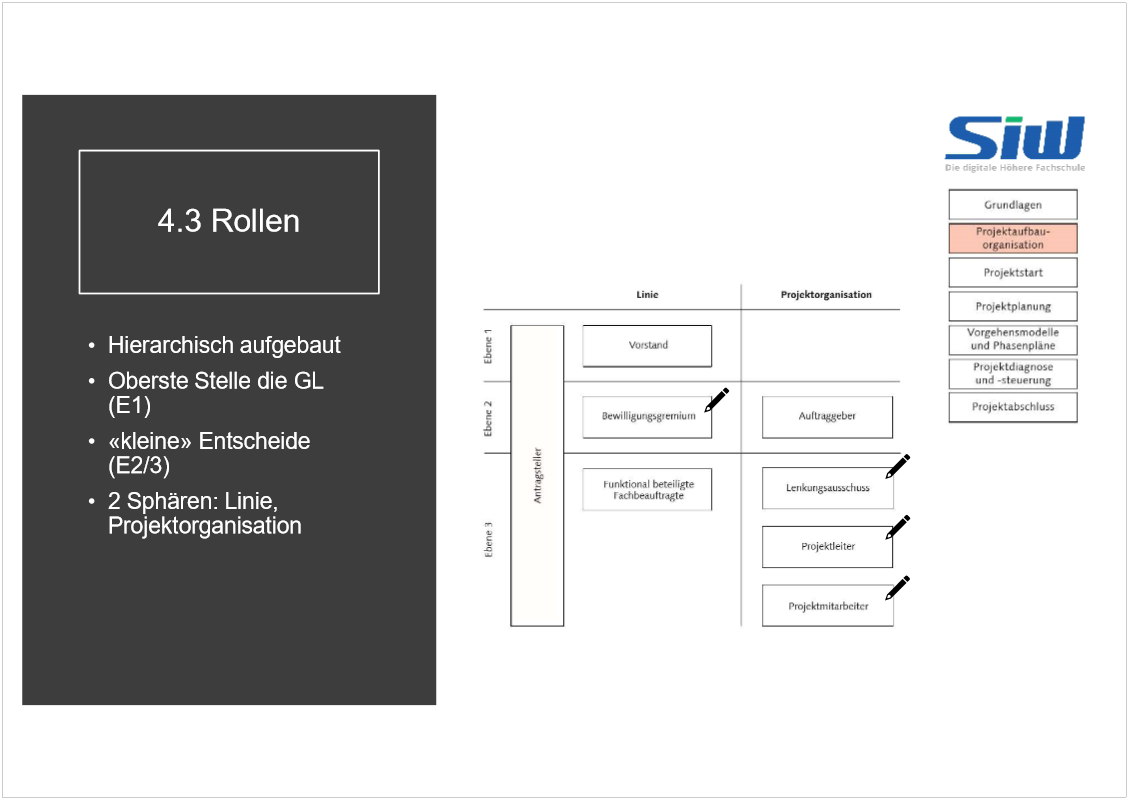 4.3 Rollen
• Hierarchisch aufgebaut
• Oberste Stelle die GL
(E1)
• «kleine» Entscheide
(E2/3)
• 2 Sphären: Linie,
Projektorganisation
Linie
Projektorganisation
Ebene 1
Vorstand
Ebene 2
Bewilligungsgremium
Auftraggeber
Antragsteller
Ebene 3
Funktional beteiligte
Fachbeauftragte
Lenkungsausschuss
Projektleiter
Projektmitarbeiter
SIW
Die digitale Höhere Fachschule
Grundlagen
Projektaufbau-
organisation
Projektstart
Projektplanung
Vorgehensmodelle
und Phasenpläne
Projektdiagnose
und -steuerung
Projektabschluss